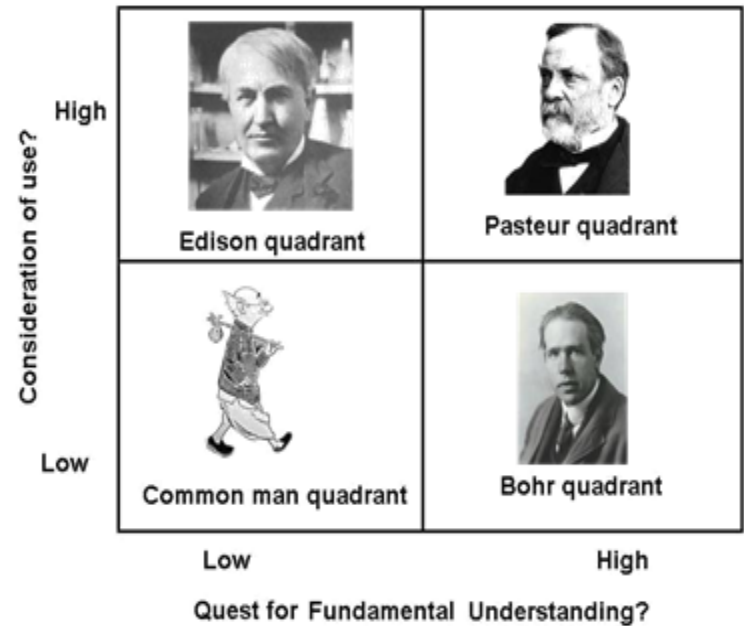 High
Edison quadrant
Pasteur quadrant
Consideration of use?
Low
Common man quadrant
Bohr quadrant
Low
High
Quest for Fundamental Understanding?